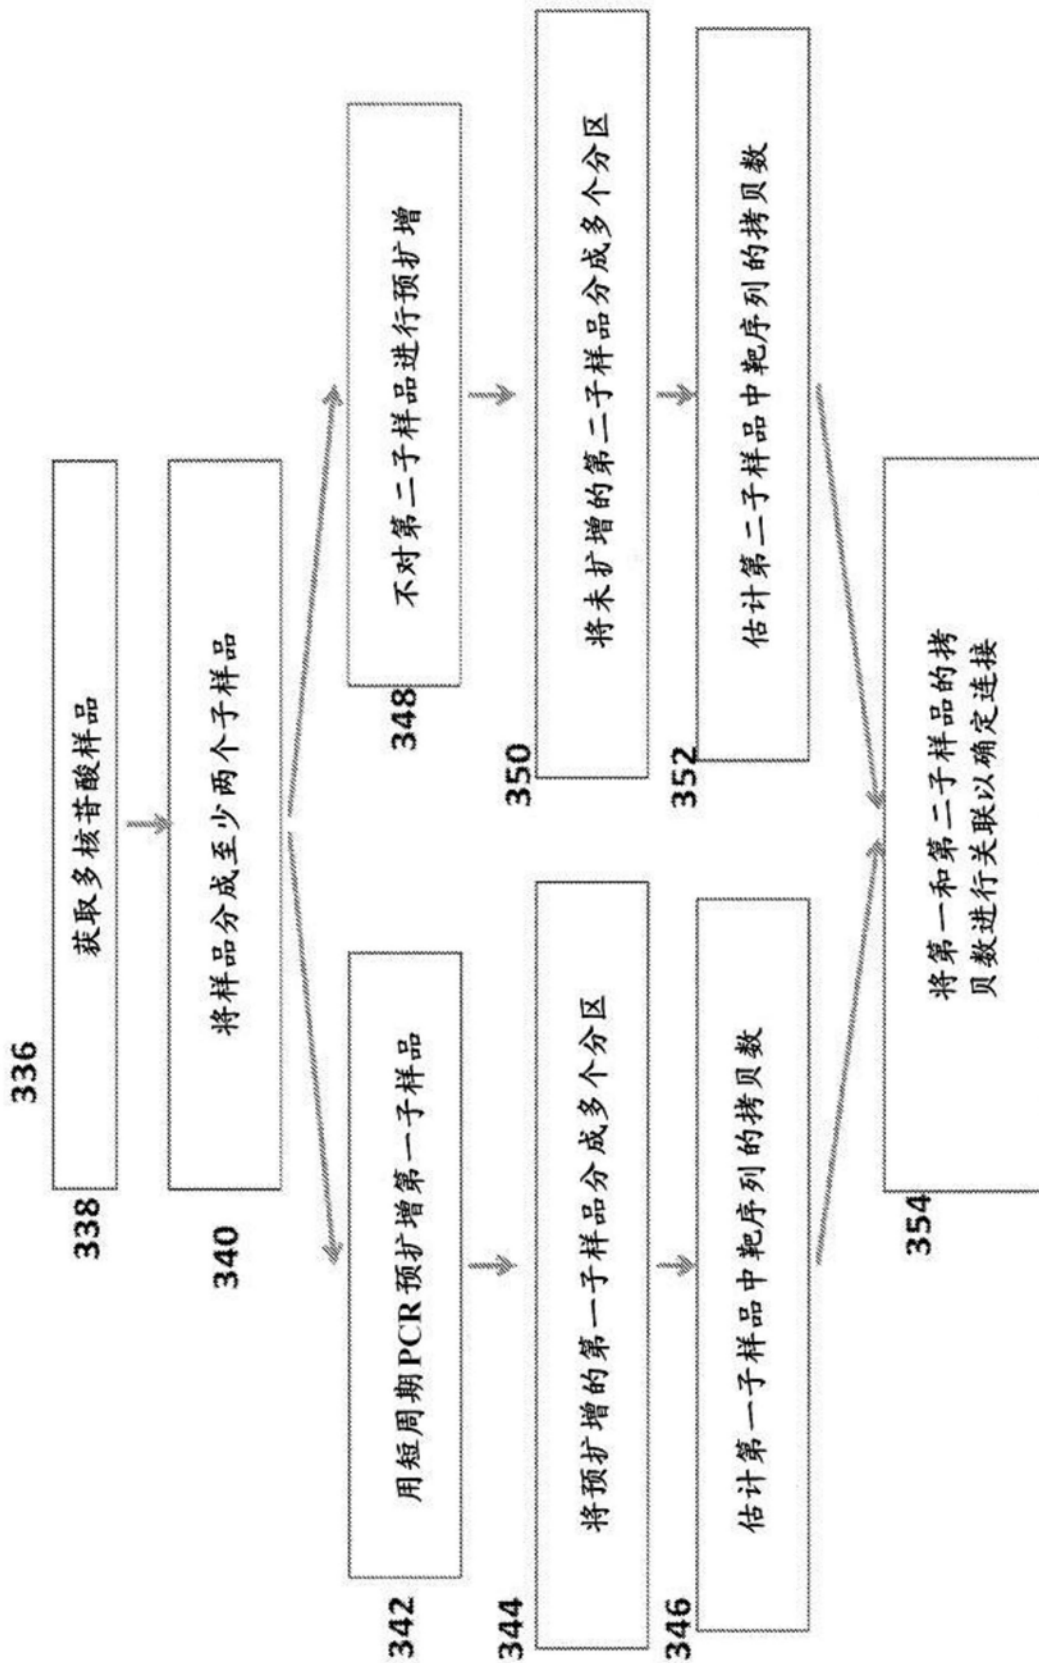 336
338
获取多核苷酸样品
340
将样品分成至少两个子样品
342
用短周期PCR预扩增第一子样品
344
将预扩增的第一子样品分成多个分区
346
估计第一子样品中靶序列的拷贝数
348
不对第二子样品进行预扩增
350
将未扩增的第二子样品分成多个分区
352
估计第二子样品中靶序列的拷贝数
354
将第一和第二子样品的拷
贝数进行关联以确定连接